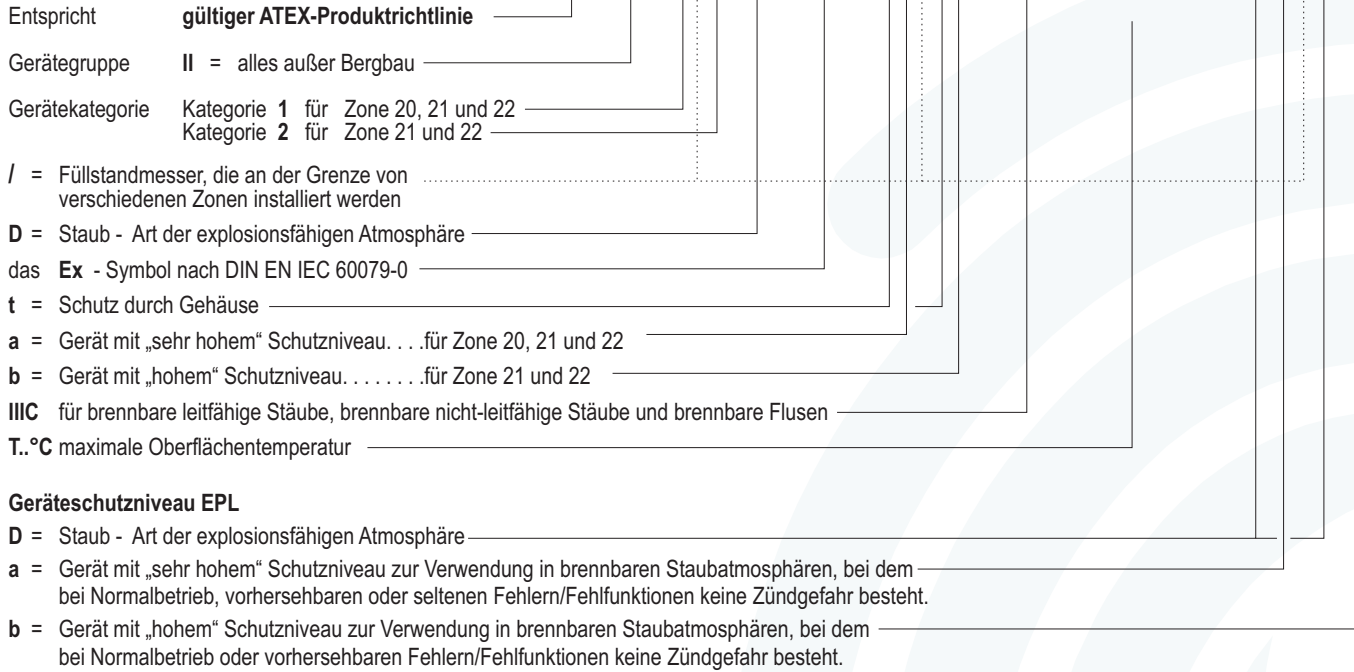 Entspricht gültiger ATEX-Produktrichtlinie
Gerätegruppe II = alles außer Bergbau
Gerätekategorie Kategorie 1 für Zone 20, 21 und 22
Kategorie 2 für Zone 21 und 22
/ = Füllstandmesser, die an der Grenze von
verschiedenen Zonen installiert werden
D = Staub - Art der explosionsfähigen Atmosphäre
das Ex - Symbol nach DIN EN IEC 60079-0
t = Schutz durch Gehäuse
a = Gerät mit „sehr hohem“ Schutzniveau. . . .für Zone 20, 21 und 22
b = Gerät mit „hohem“ Schutzniveau. . . . . . . .für Zone 21 und 22
IIIC für brennbare leitfähige Stäube, brennbare nicht-leitfähige Stäube und brennbare Flusen
T..°C maximale Oberflächentemperatur
Geräteschutzniveau EPL
D = Staub - Art der explosionsfähigen Atmosphäre
a = Gerät mit „sehr hohem“ Schutzniveau zur Verwendung in brennbaren Staubatmosphären, bei dem
bei Normalbetrieb, vorhersehbaren oder seltenen Fehlern/Fehlfunktionen keine Zündgefahr besteht.
b = Gerät mit „hohem“ Schutzniveau zur Verwendung in brennbaren Staubatmosphären, bei dem
bei Normalbetrieb oder vorhersehbaren Fehlern/Fehlfunktionen keine Zündgefahr besteht.